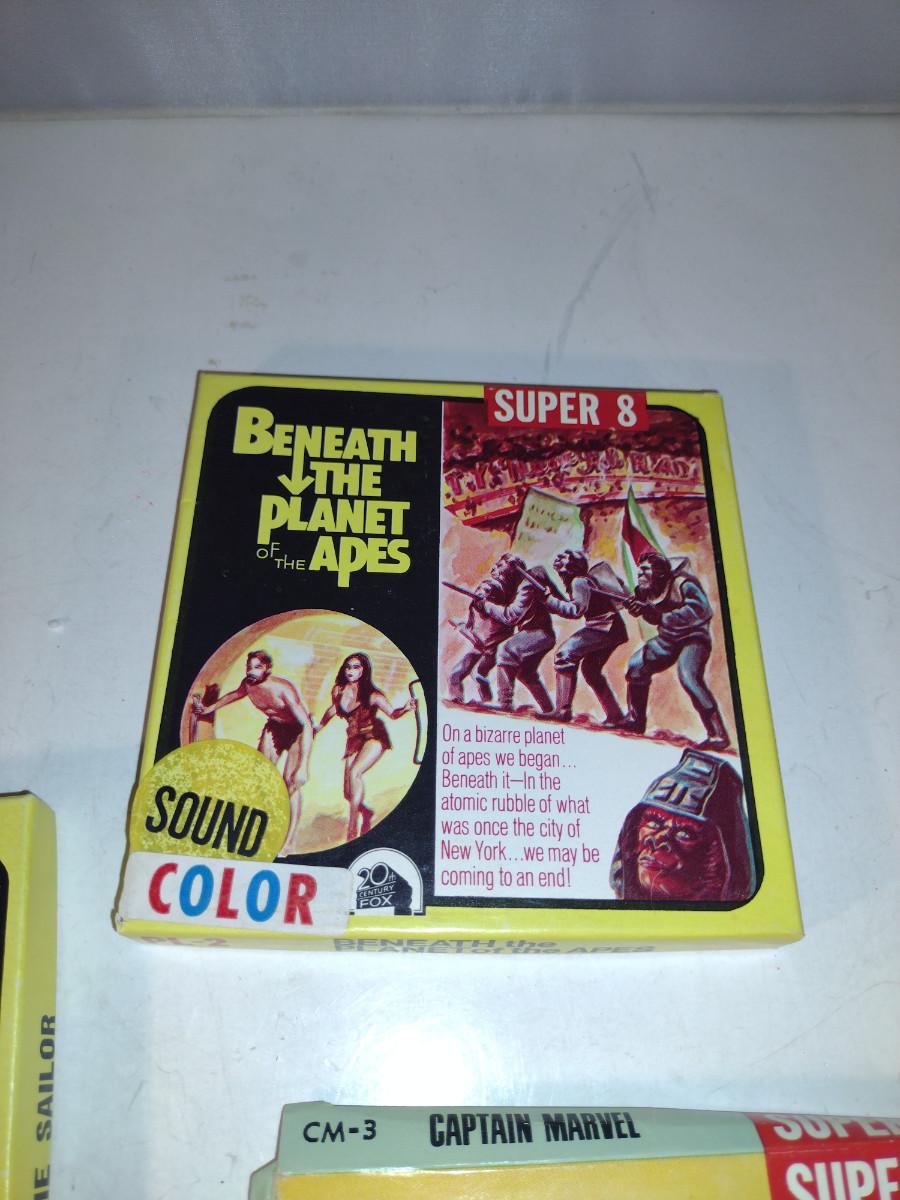 SUPER 8
BENEATH
THE
PLANET
OF THE APES
On a bizarre planet
of apes we began...
Beneath it—In the
atomic rubble of what
was once the city of
New York...we may be
coming to an end!
SOUND
COLOR
20th
CENTURY
FOX
PL-2
BENEATH the
PLANET of the APES
SAILOR
CM-3
CAPTAIN MARVEL